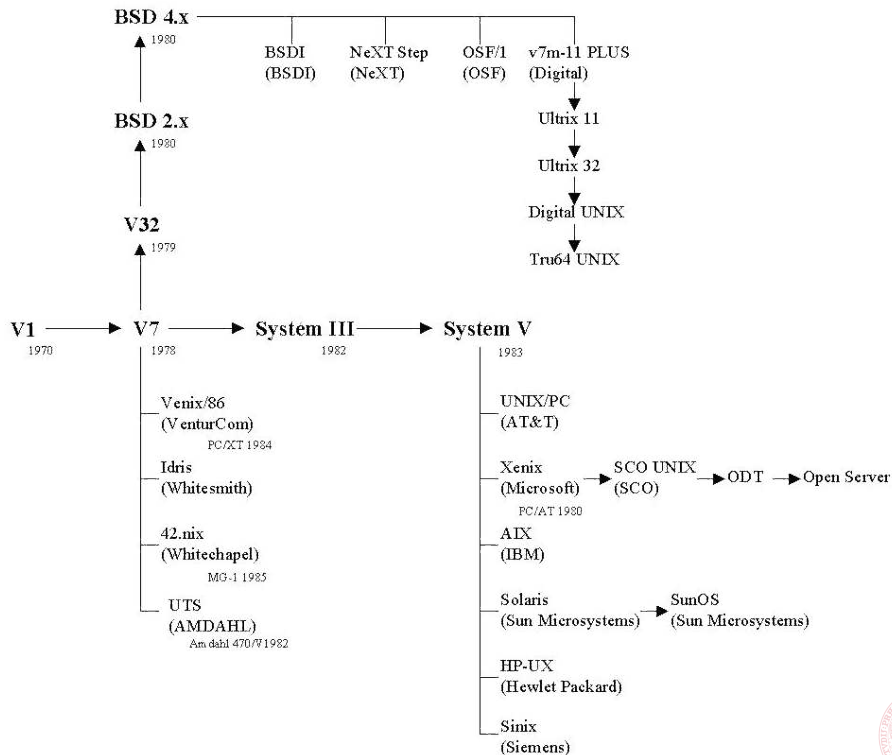 BSD 4.x
1980
BSDI
(BSDI)
NeXT Step
(NeXT)
OSF/1
(OSF)
v7m-11 PLUS
(Digital)
Ultrix 11
BSD 2.x
1980
Ultrix 32
Digital UNIX
V32
1979
Tru64 UNIX
V1
1970
V7
1978
System III
1982
System V
1983
Venix/86
(VenturCom)
PC/XT 1984
Idris
(Whitesmith)
42.nix
(Whitechapel)
MG-1 1985
UTS
(AMDAHL)
Amdahl 470/V1982
UNIX/PC
(AT&T)
Xenix
(Microsoft)
PC/AT 1980
SCO UNIX
(SCO)
ODT
Open Server
AIX
(IBM)
Solaris
(Sun Microsystems)
SunOS
(Sun Microsystems)
HP-UX
(Hewlet Packard)
Sinix
(Siemens)